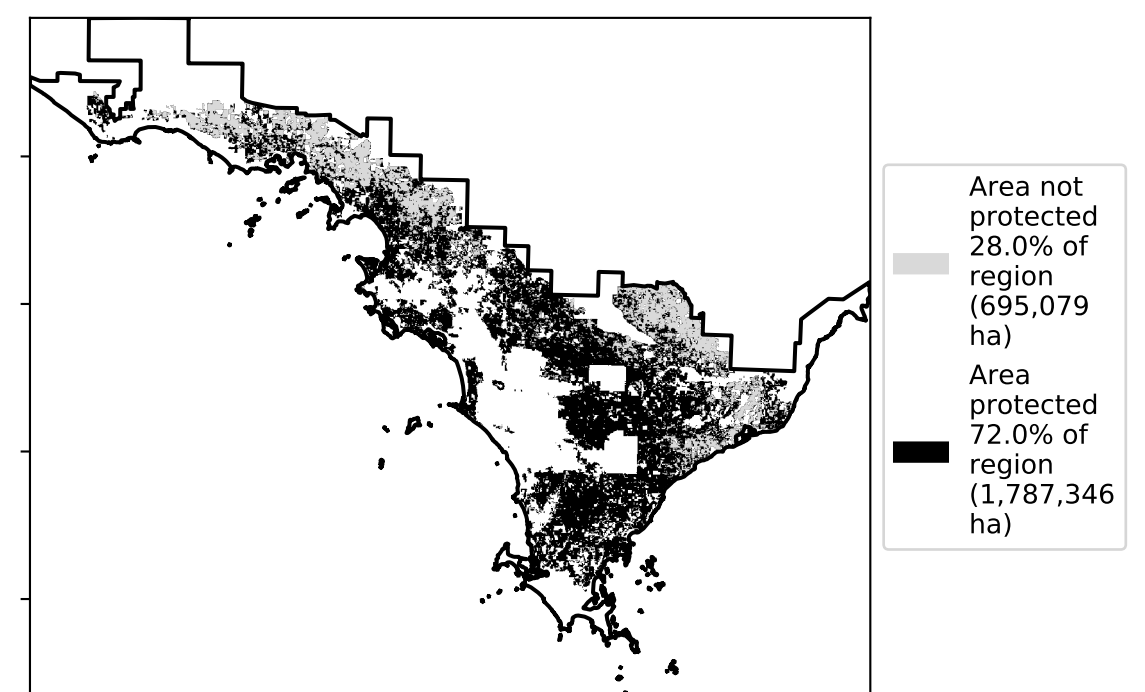 Area not
protected
28.0% of
region
(695,079
ha)
Area
protected
72.0% of
region
(1,787,346
ha)